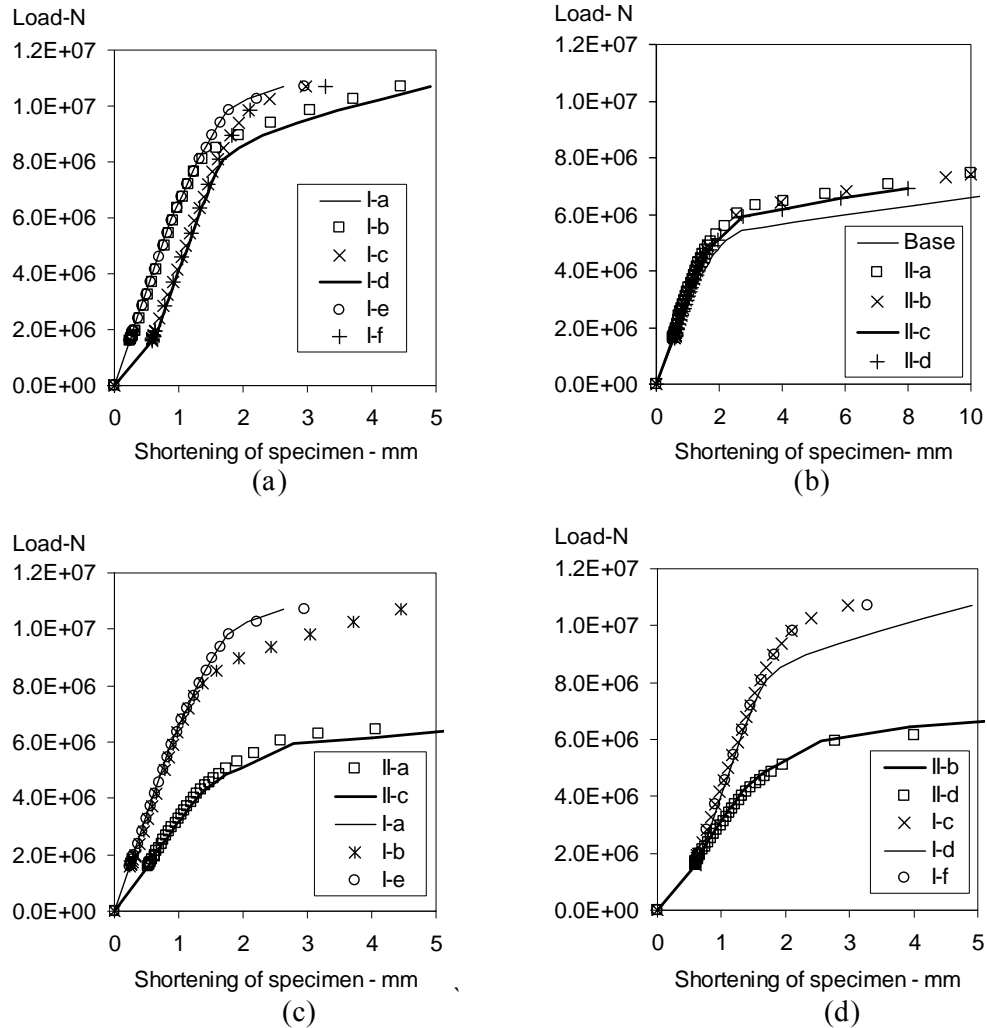 Load-N
1.2E+07
1.0E+07
8.0E+06
6.0E+06
4.0E+06
2.0E+06
0.0E+00
0 1 2 3 4 5
I-a
I-b
I-c
I-d
I-e
I-f
Shortening of specimen - mm
(a)
Load- N
1.2E+07
1.0E+07
8.0E+06
6.0E+06
4.0E+06
2.0E+06
0.0E+00
0 2 4 6 8 10
Base
II-a
II-b
II-c
II-d
Shortening of specimen- mm
(b)
Load-N
1.2E+07
1.0E+07
8.0E+06
6.0E+06
4.0E+06
2.0E+06
0.0E+00
0 1 2 3 4 5
II-a
II-c
I-a
I-b
I-e
Shortening of specimen - mm
(c)
`
Load-N
1.2E+07
1.0E+07
8.0E+06
6.0E+06
4.0E+06
2.0E+06
0.0E+00
0 1 2 3 4 5
II-b
II-d
I-c
I-d
I-f
Shortening of specimen - mm
(d)